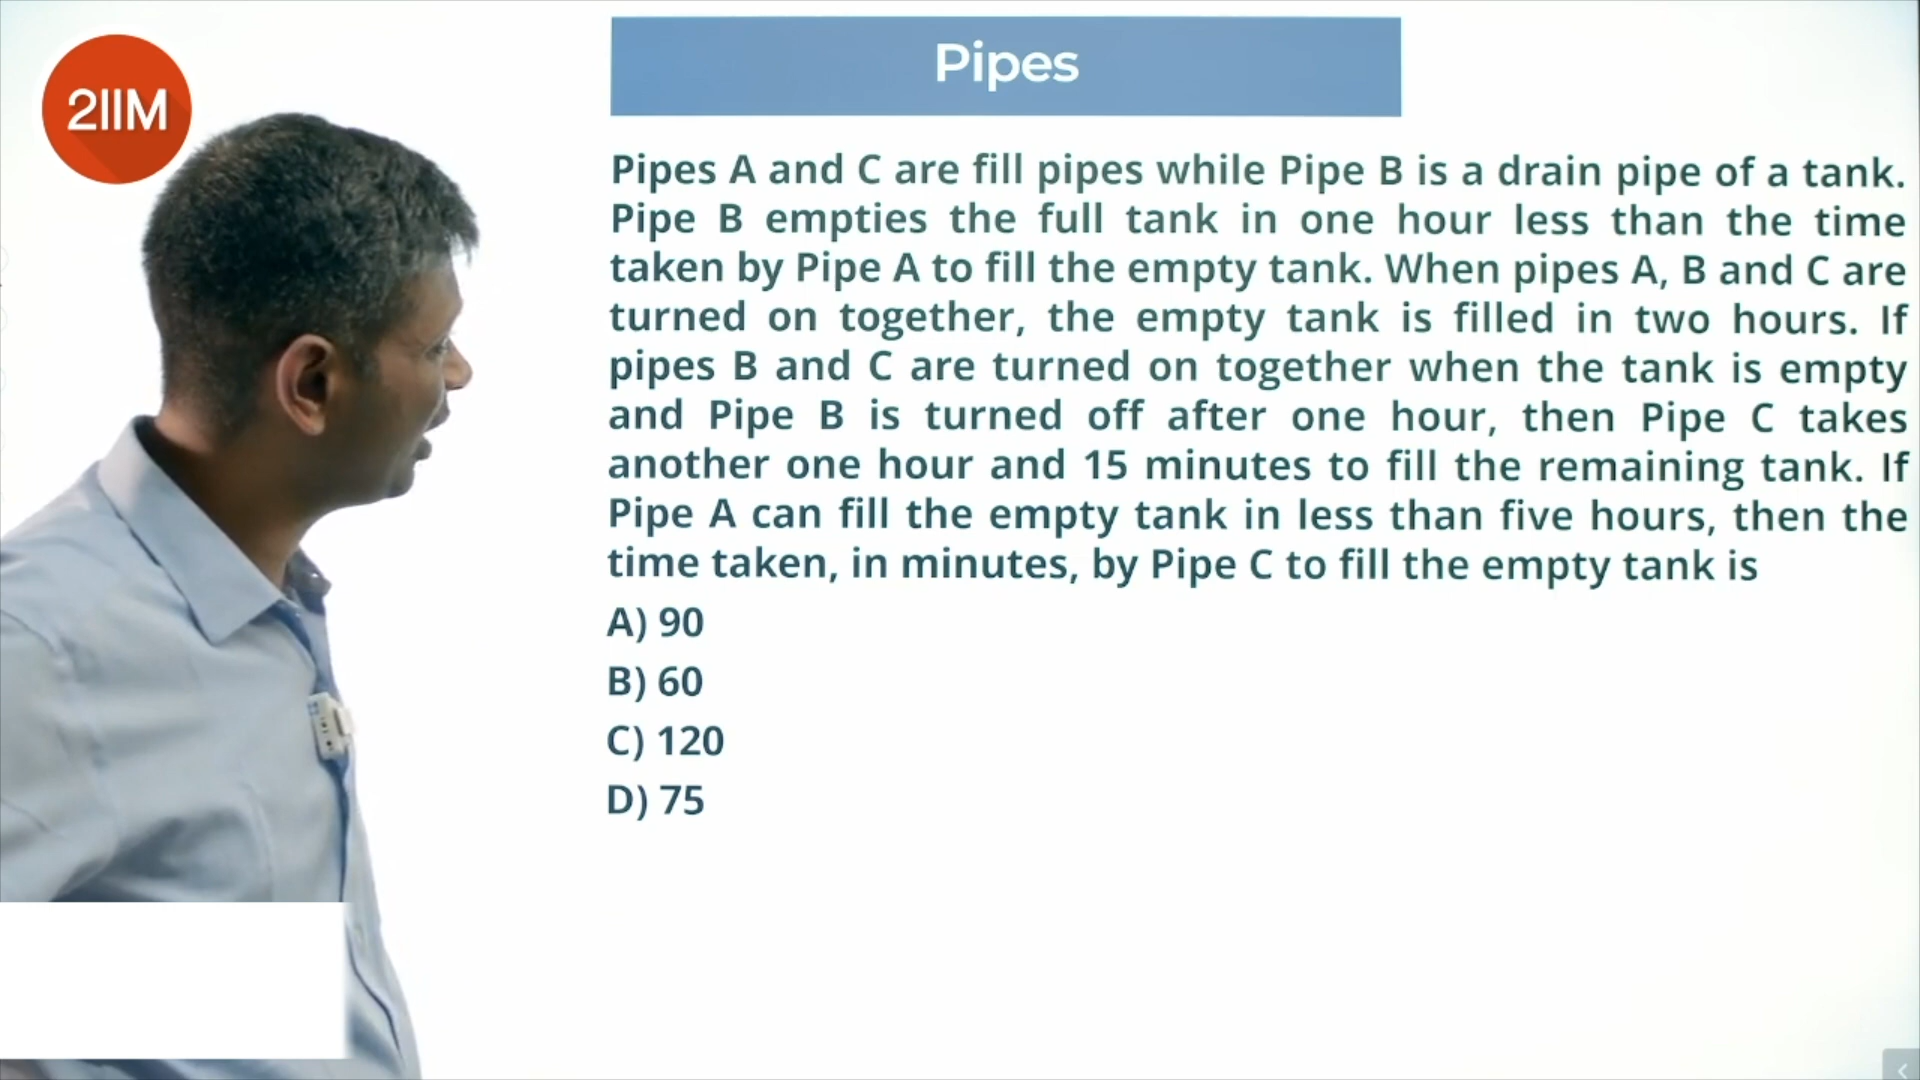 2IIM
Pipes
Pipes A and C are fill pipes while Pipe B is a drain pipe of a tank.
Pipe B empties the full tank in one hour less than the time
taken by Pipe A to fill the empty tank. When pipes A, B and C are
turned on together, the empty tank is filled in two hours. If
pipes B and C are turned on together when the tank is empty
and Pipe B is turned off after one hour, then Pipe C takes
another one hour and 15 minutes to fill the remaining tank. If
Pipe A can fill the empty tank in less than five hours, then the
time taken, in minutes, by Pipe C to fill the empty tank is
A) 90
B) 60
C) 120
D) 75